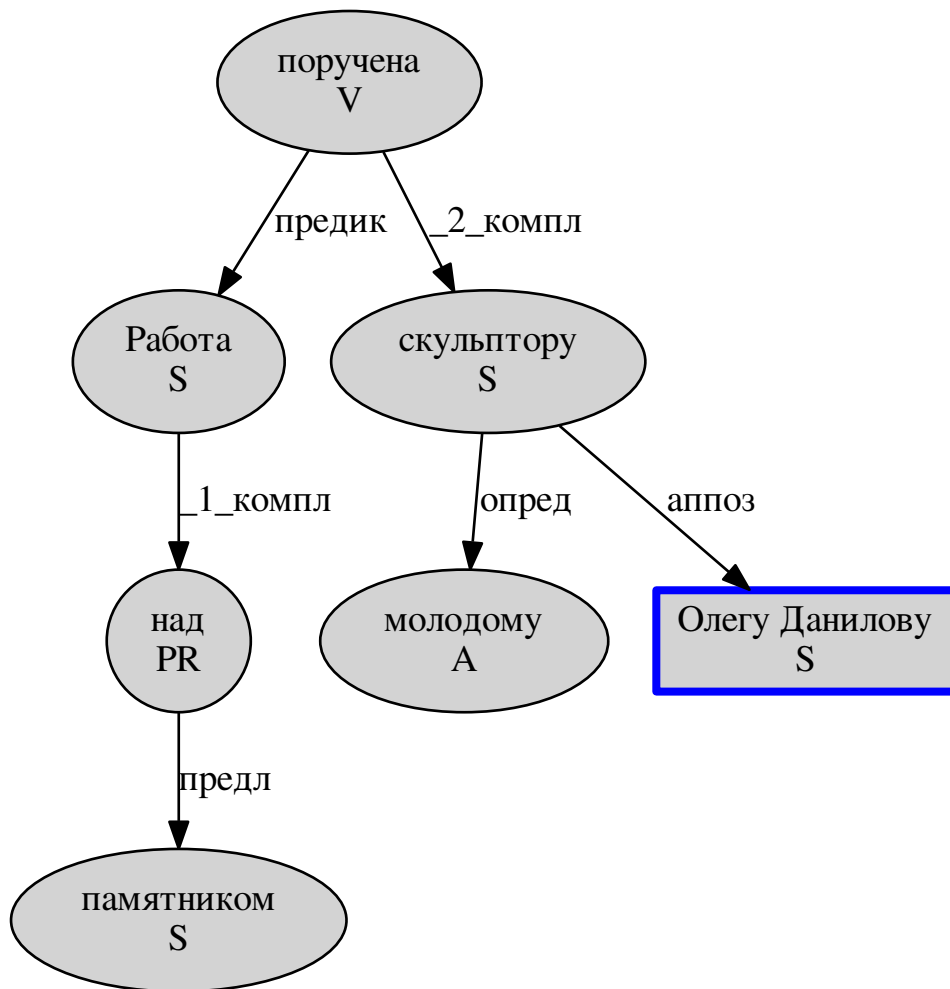 поручена
V
предик
_2_компл
Работа
S
скульптору
S
_1_компл
опред
аппоз
над
PR
молодому
A
Олегу Данилову
S
предл
памятником
S